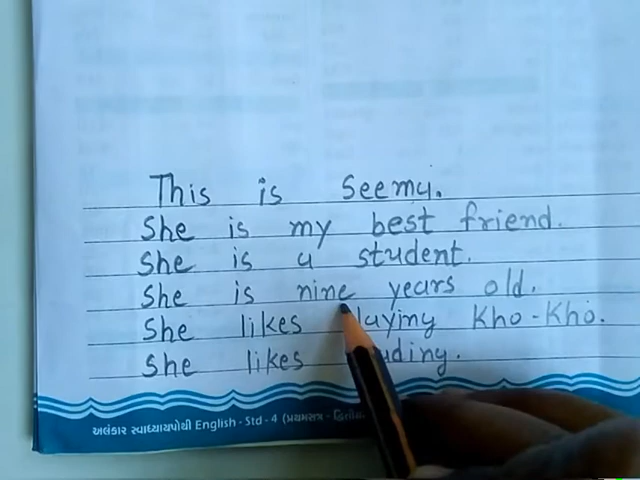 This is Seemu.
She is my best friend.
She is a student.
She is nine years old.
She likes playing Kho-Kho.
She likes
અલંકાર સ્વાધ્યાયપોથી English - Std - 4 (પ્રથમસત્ર -